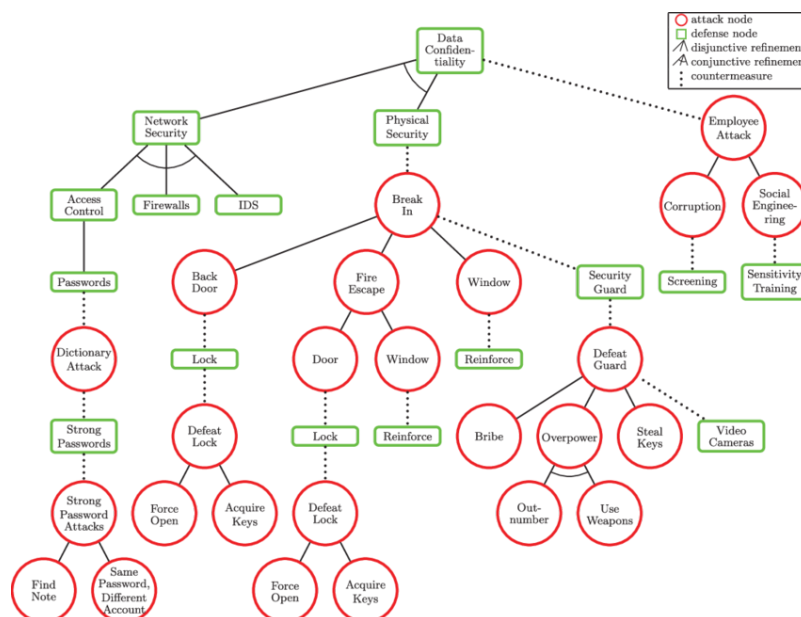 attack node
defense node
disjunctive refinement
conjunctive refinement
countermeasure
Data
Confiden-
tiality
Network
Security
Physical
Security
Employee
Attack
Access
Control
Firewalls
IDS
Break
In
Corruption
Social
Enginee-
ring
Passwords
Back
Door
Fire
Escape
Window
Security
Guard
Screening
Sensitivity
Training
Dictionary
Attack
Lock
Door
Window
Reinforce
Defeat
Guard
Strong
Passwords
Defeat
Lock
Lock
Reinforce
Bribe
Overpower
Steal
Keys
Video
Cameras
Strong
Password
Attacks
Force
Open
Acquire
Keys
Defeat
Lock
Out-
number
Use
Weapons
Find
Note
Same
Password,
Different
Account
Force
Open
Acquire
Keys